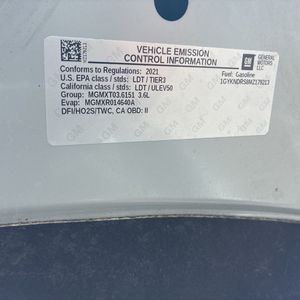 VEHICLE EMISSION
CONTROL INFORMATION
GM
GENERAL
MOTORS
LLC
Conforms to Regulations: 2021
U.S. EPA class / stds: LDT / TIER3
California class / stds: LDT / ULEV50
Group: MGMXT03.6151 3.6L
Evap: MGMXR014640A
DFI/HO2S/TWC, CA OBD: II
Fuel: Gasoline